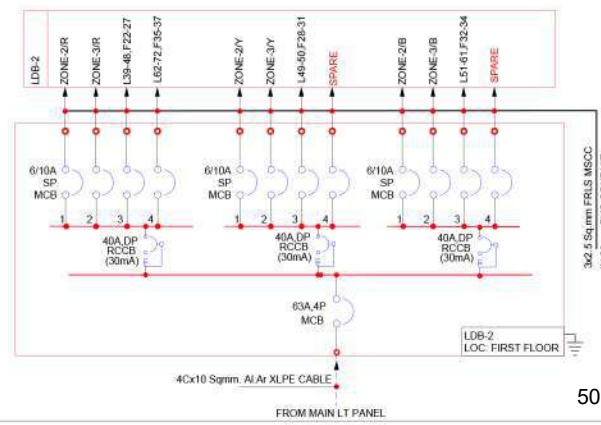 LDB-2
ZONE-2/R
ZONE-3/R
L39-48,F22-27
L62-72,F35-37
ZONE-2/Y
ZONE-3/Y
L49-50,F28-31
SPARE
ZONE-2/B
ZONE-3/B
L51-61,F32-34
SPARE
6/10A
SP
MCB
6/10A
SP
MCB
6/10A
SP
MCB
1 2 3 4
1 2 3 4
1 2 3 4
40A,DP
RCCB
(30mA)
40A,DP
RCCB
(30mA)
40A,DP
RCCB
(30mA)
3x2.5 Sq.mm FRLS MSCC
63A,4P
MCB
LDB-2
LOC: FIRST FLOOR
4Cx10 Sqmm. Al.Ar XLPE CABLE
FROM MAIN LT PANEL
50